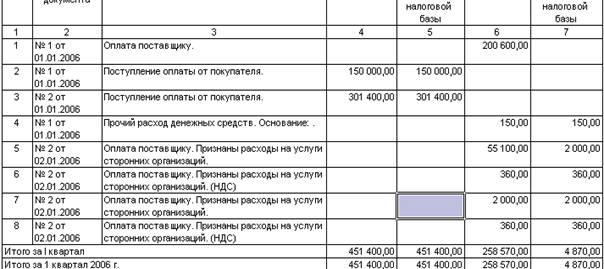 документа налоговой базы налоговой базы
1 2 3 4 5 6 7
1 № 1 от 01.01.2006 Оплата поставщику. 200 600,00
2 № 1 от 01.01.2006 Поступление оплаты от покупателя. 150 000,00 150 000,00
3 № 2 от 01.01.2006 Поступление оплаты от покупателя. 301 400,00 301 400,00
4 № 1 от 01.01.2006 Прочий расход денежных средств. Основание: . 150,00 150,00
5 № 2 от 02.01.2006 Оплата поставщику. Признаны расходы на услуги сторонних организаций. 55 100,00 2 000,00
6 № 2 от 02.01.2006 Оплата поставщику. Признаны расходы на услуги сторонних организаций. (НДС) 360,00 360,00
7 № 2 от 02.01.2006 Оплата поставщику. Признаны расходы на услуги сторонних организаций. 2 000,00 2 000,00
8 № 2 от 02.01.2006 Оплата поставщику. Признаны расходы на услуги сторонних организаций. (НДС) 360,00 360,00
Итого за I квартал 451 400,00 451 400,00 258 570,00 4 870,00
Итого за 1 квартал 2006 г. 451 400,00 451 400,00 258 570,00 4 870,00